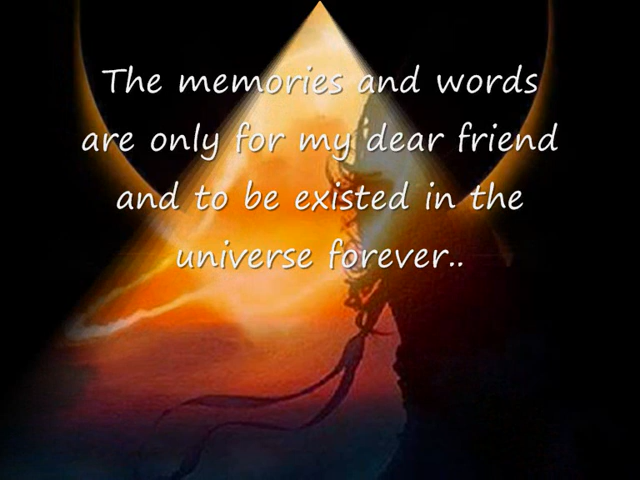 The memories and words
are only for my dear friend
and to be existed in the
universe forever..